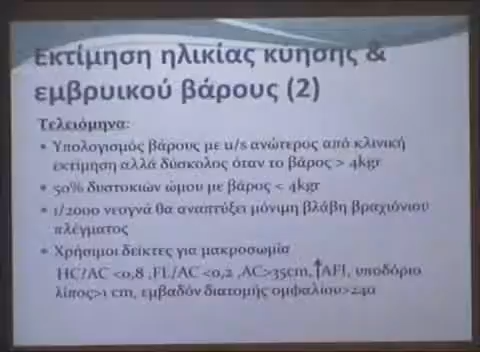 Εκτίμηση ηλικίας κύησης &
εμβρυικού βάρους (2)
Τελειόμηνα:
• Υπολογισμός βάρους με u/s ανώτερος από κλινική
εκτίμηση αλλά δύσκολος όταν το βάρος > 4kgr
• 50% δυστοκιών ώμου με βάρος < 4kgr
• 1/2000 νεογνά θα αναπτύξει μόνιμη βλάβη βραχιόνιου
πλέγματος
• Χρήσιμοι δείκτες για μακροσωμία
HC/AC <0,8 ,FL/AC <0,2 ,AC>35cm, ↑AFI, υποδόριο
λίπος>1 cm, εμβαδόν διατομής ομφαλίου>240